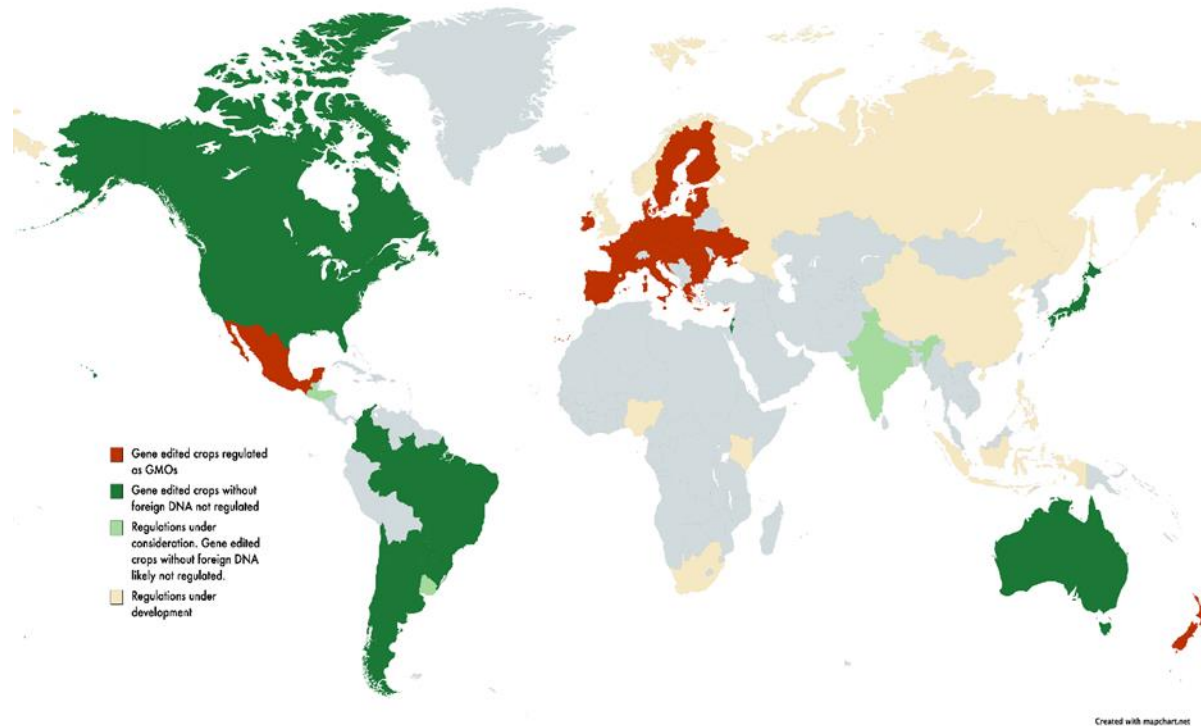 Gene edited crops regulated
as GMOs
Gene edited crops without
foreign DNA not regulated
Regulations under
consideration. Gene edited
crops without foreign DNA
likely not regulated.
Regulations under
development
Created with mapchart.net